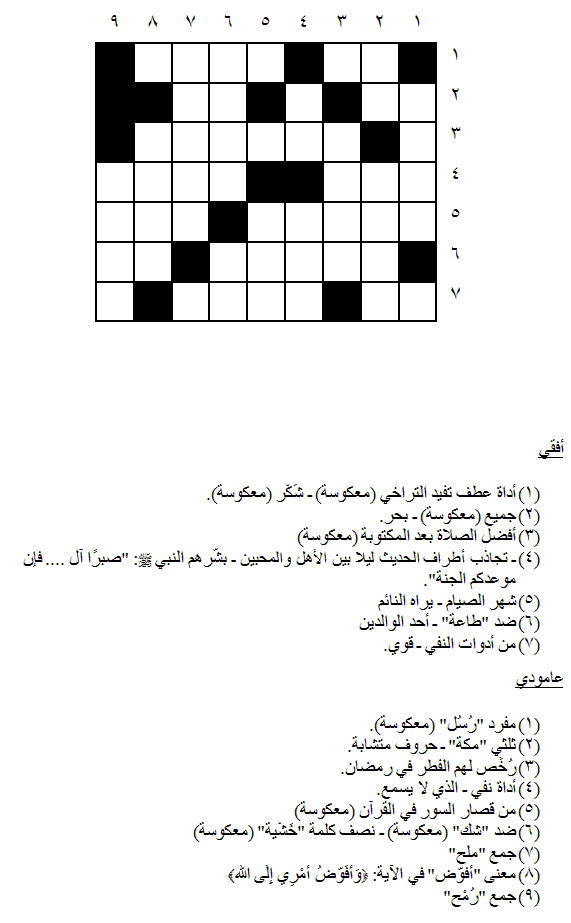 ٩ ٨ ٧ ٦ ٥ ٤ ٣ ٢ ١
١
٢
٣
٤
٥
٦
٧
أفقي
(١) أداة عطف تفيد التراخي (معكوسة) ـ شَكّر (معكوسة).
(٢) جميع (معكوسة) ـ بحر.
(٣) أفضل الصلاة بعد المكتوبة (معكوسة)
(٤) ـ تجاذب أطراف الحديث ليلا بين الأهل والمحبين ـ بشّرهم النبي ﷺ: "صبرًا آل .... فإن
موعدكم الجنة".
(٥) شهر الصيام ـ يراه النائم
(٦) ضد "طاعة" ـ أحد الوالدين
(٧) من أدوات النفي ـ قوي.
عامودي
(١) مفرد "رُسُل" (معكوسة).
(٢) ثلثي "مكة" ـ حروف متشابة.
(٣) رُخّص لهم الفطر في رمضان.
(٤) أداة نفي ـ الذي لا يسمع.
(٥) من قصار السور في القرآن (معكوسة)
(٦) ضد "شك" (معكوسة) ـ نصف كلمة "خَشْية" (معكوسة)
(٧) جمع "ملح"
(٨) معنى "أفوّض" في الآية: ﴿وَأُفَوِّضُ أَمْرِي إِلَى الله﴾
(٩) جمع "رُمْح"